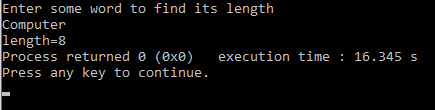 Enter some word to find its length
Computer
length=8
Process returned 0 (0x0)   execution time : 16.345 s
Press any key to continue.